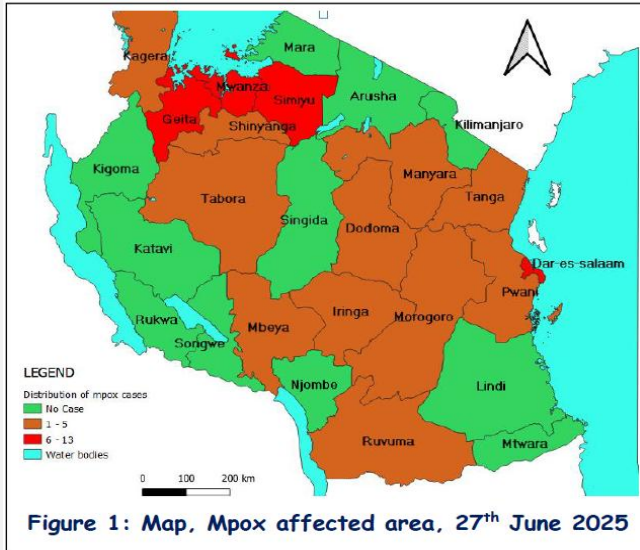 Kagera
Mara
Mwanza
Simiyu
Arusha
Geita
Shinyanga
Kilimanjaro
Kigoma
Manyara
Tabora
Tanga
Singida
Dodoma
Katavi
Dar-es-salaam
Pwani
Iringa
Morogoro
Mbeya
Rukwa
Songwe
Njombe
Lindi
Ruvuma
Mtwara
LEGEND
Distribution of mpox cases
No Case
1 - 5
6 - 13
Water bodies
0 100 200 km
Figure 1: Map, Mpox affected area, 27th June 2025